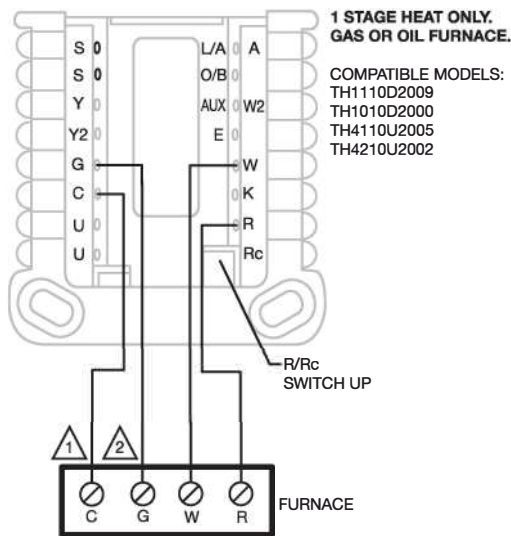 1 STAGE HEAT ONLY.
GAS OR OIL FURNACE.
COMPATIBLE MODELS:
TH1110D2009
TH1010D2000
TH4110U2005
TH4210U2002
S L/A A
S O/B
Y AUX W2
Y2 E
G W
C K
U R
U Rc
R/Rc
SWITCH UP
1 2
C G W R FURNACE